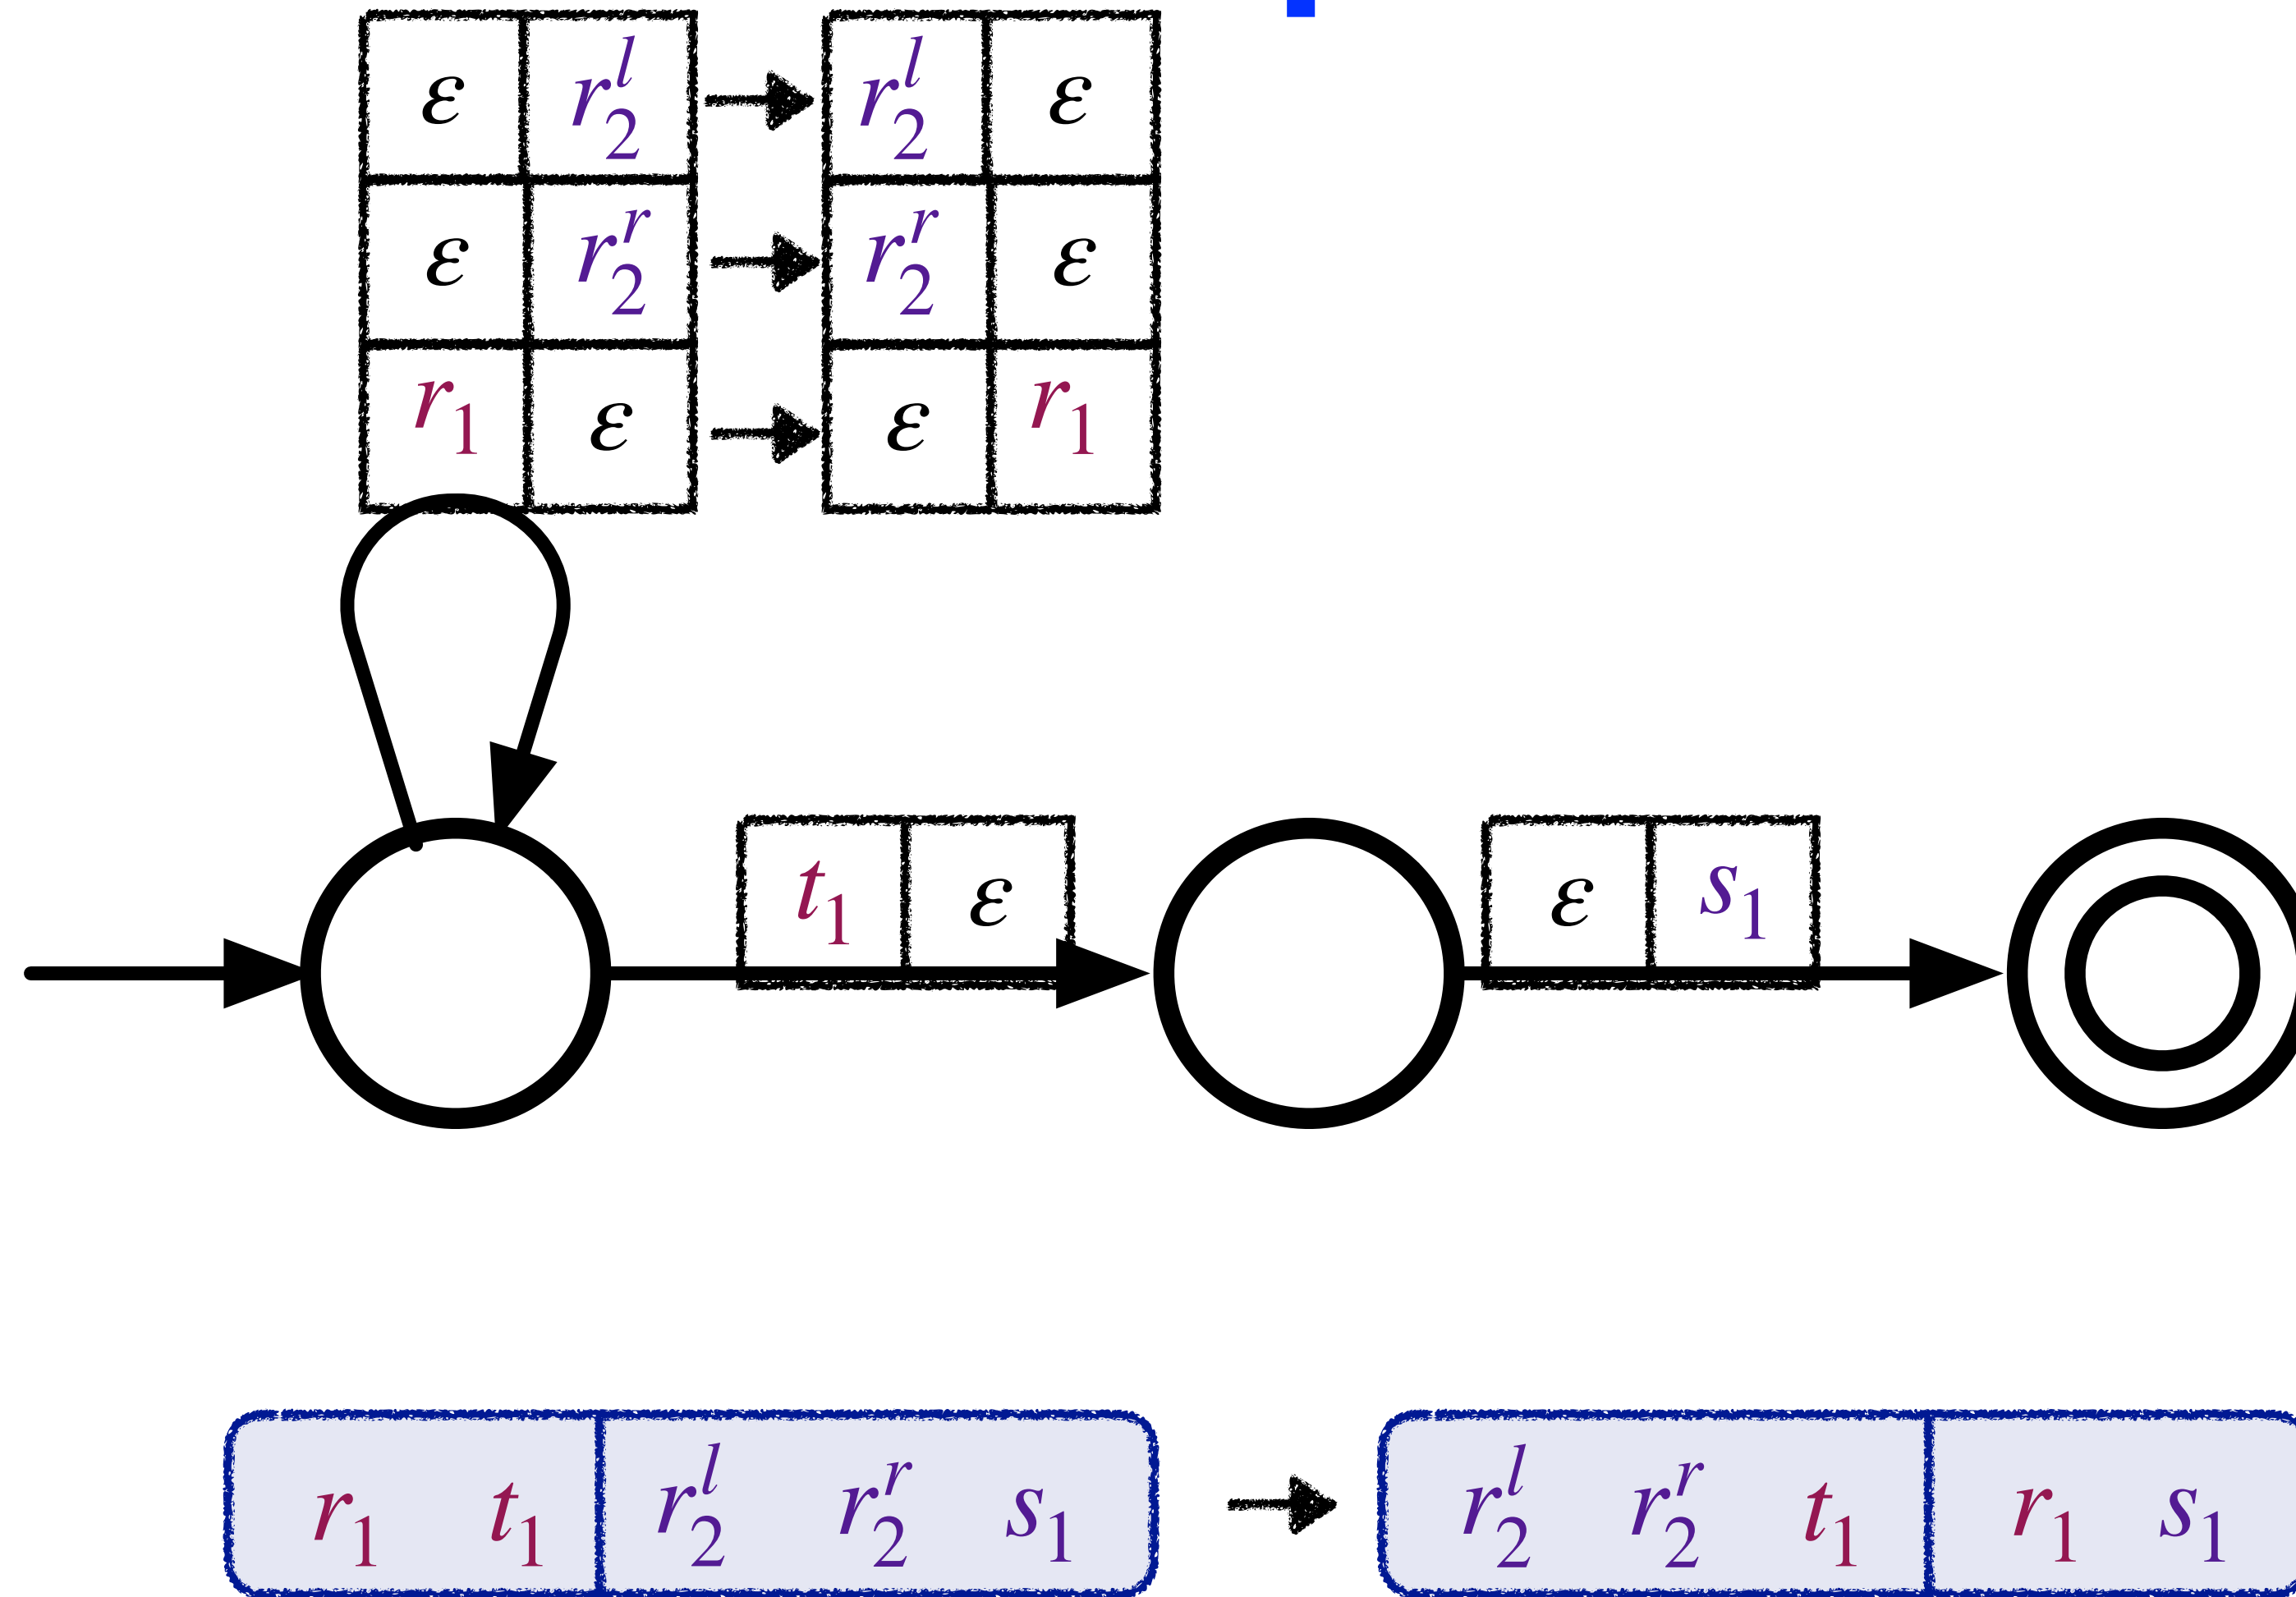 ε r₂ˡ → r₂ˡ ε
ε r₂ʳ → r₂ʳ ε
r₁ ε → ε r₁
t₁ ε ε s₁
r₁ t₁ r₂ˡ r₂ʳ s₁ → r₂ˡ r₂ʳ t₁ r₁ s₁